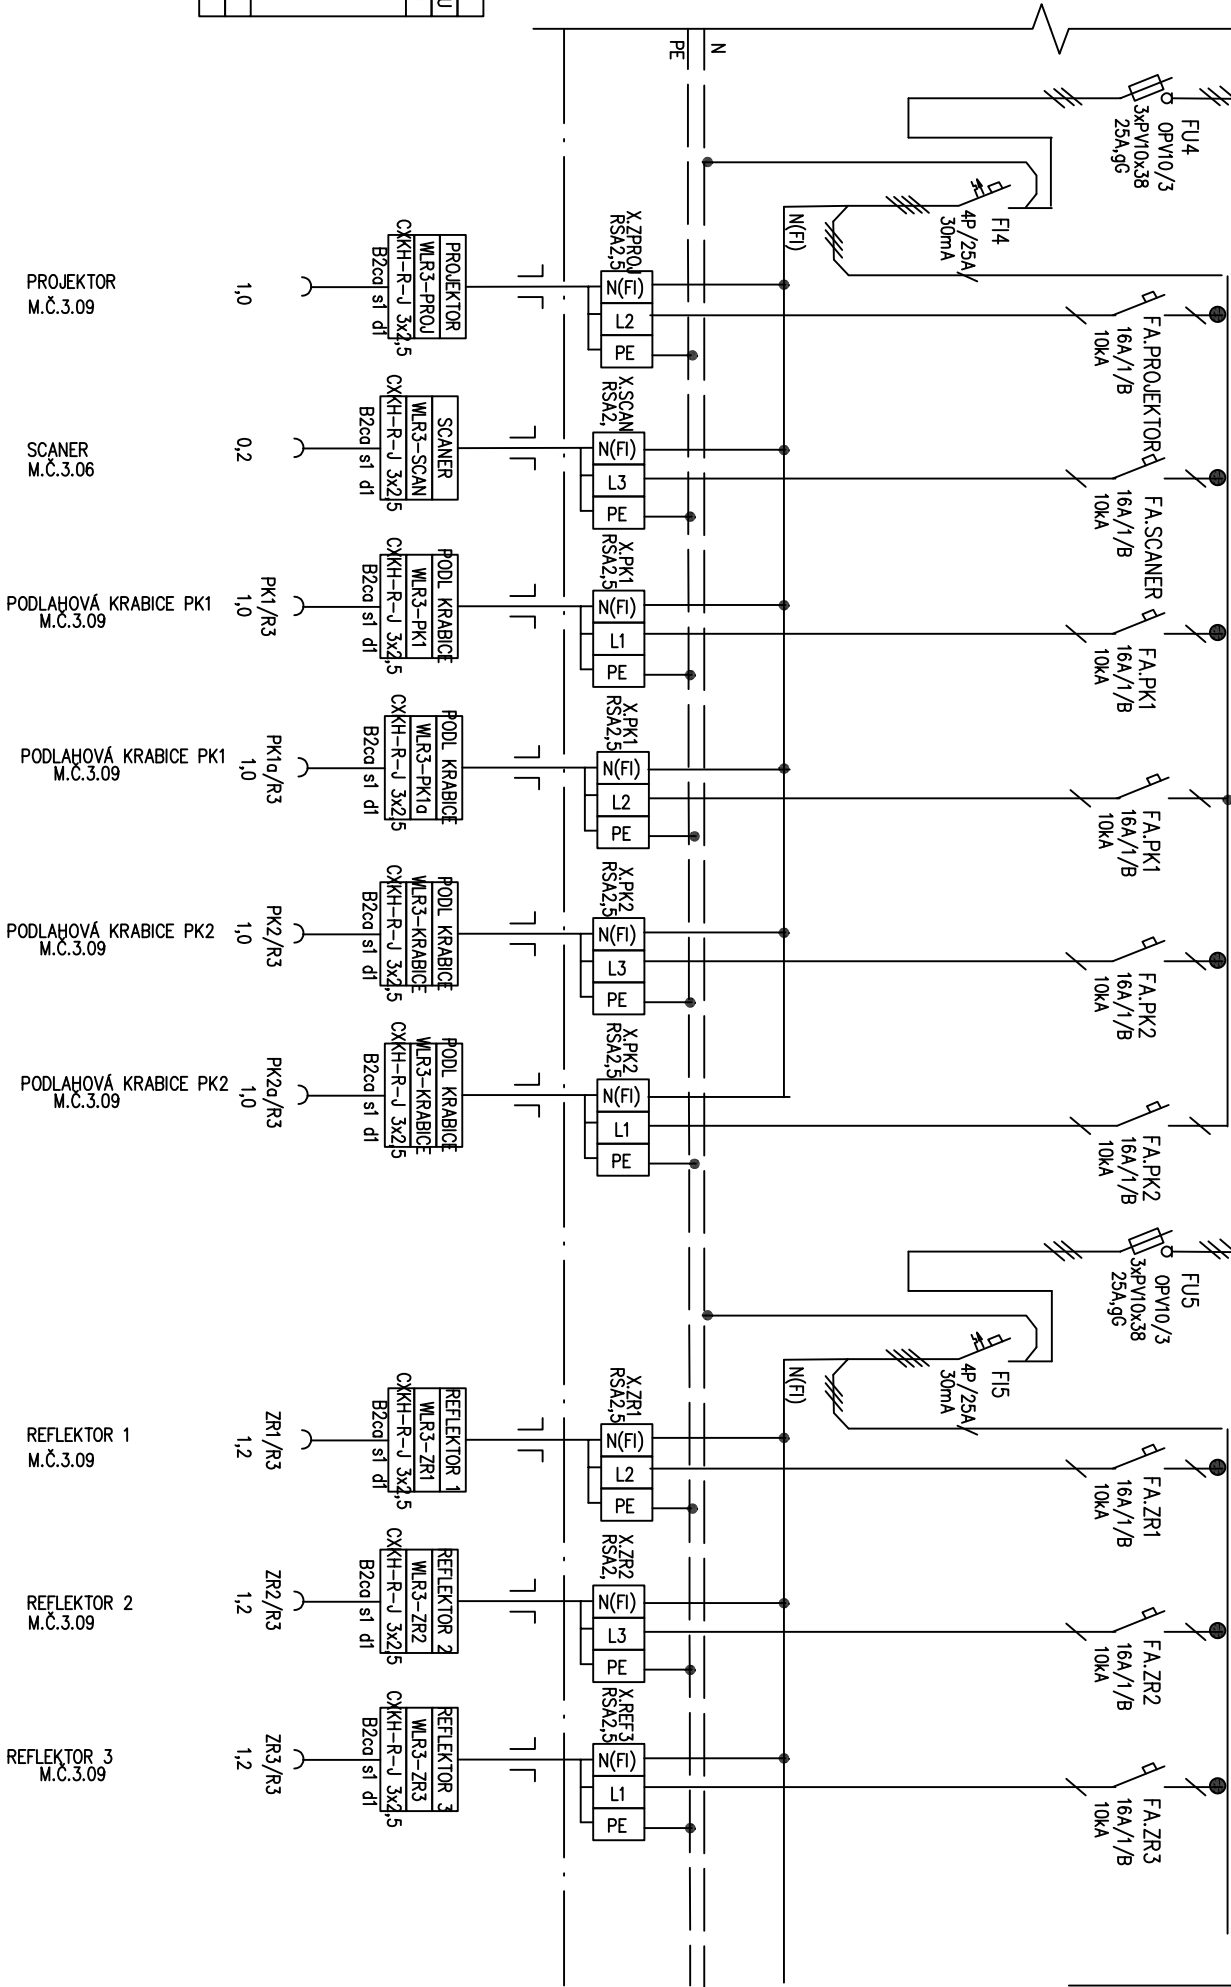 N
PE
FU4
OPV10/3
3xPV10x38
25A,gG
FI4
4P/25A
30mA
N(FI)
PROJEKTOR
M.Č.3.09
1,0
PROJEKTOR
WLR3-PROJ
CXKH-R-J 3x2,5
B2ca s1 d1
X.ZPROJ
RSA2,5
N(FI)
L2
PE
FA.PROJEKTOR
16A/1/B
10kA
SCANER
M.Č.3.06
0,2
SCANER
WLR3-SCAN
CXKH-R-J 3x2,5
B2ca s1 d1
X.SCAN
RSA2,
N(FI)
L3
PE
FA.SCANER
16A/1/B
10kA
PODLAHOVÁ KRABICE PK1
M.Č.3.09
PK1/R3
1,0
PODL KRABICE
WLR3-PK1
CXKH-R-J 3x2,5
B2ca s1 d1
X.PK1
RSA2,5
N(FI)
L1
PE
FA.PK1
16A/1/B
10kA
PODLAHOVÁ KRABICE PK1
M.Č.3.09
PK1a/R3
1,0
PODL KRABICE
WLR3-PK1a
CXKH-R-J 3x2,5
B2ca s1 d1
X.PK1
RSA2,5
N(FI)
L2
PE
FA.PK1
16A/1/B
10kA
PODLAHOVÁ KRABICE PK2
M.Č.3.09
PK2/R3
1,0
PODL KRABICE
WLR3-KRABICE
CXKH-R-J 3x2,5
B2ca s1 d1
X.PK2
RSA2,5
N(FI)
L3
PE
FA.PK2
16A/1/B
10kA
PODLAHOVÁ KRABICE PK2
M.Č.3.09
PK2a/R3
1,0
PODL KRABICE
WLR3-KRABICE
CXKH-R-J 3x2,5
B2ca s1 d1
X.PK2
RSA2,5
N(FI)
L1
PE
FA.PK2
16A/1/B
10kA
FU5
OPV10/3
3xPV10x38
25A,gG
FI5
4P/25A
30mA
N(FI)
REFLEKTOR 1
M.Č.3.09
ZR1/R3
1,2
REFLEKTOR 1
WLR3-ZR1
CXKH-R-J 3x2,5
B2ca s1 d1
X.ZR1
RSA2,5
N(FI)
L2
PE
FA.ZR1
16A/1/B
10kA
REFLEKTOR 2
M.Č.3.09
ZR2/R3
1,2
REFLEKTOR 2
WLR3-ZR2
CXKH-R-J 3x2,5
B2ca s1 d1
X.ZR2
RSA2,
N(FI)
L3
PE
FA.ZR2
16A/1/B
10kA
REFLEKTOR 3
M.Č.3.09
ZR3/R3
1,2
REFLEKTOR 3
WLR3-ZR3
CXKH-R-J 3x2,5
B2ca s1 d1
X.REF3
RSA2,5
N(FI)
L1
PE
FA.ZR3
16A/1/B
10kA